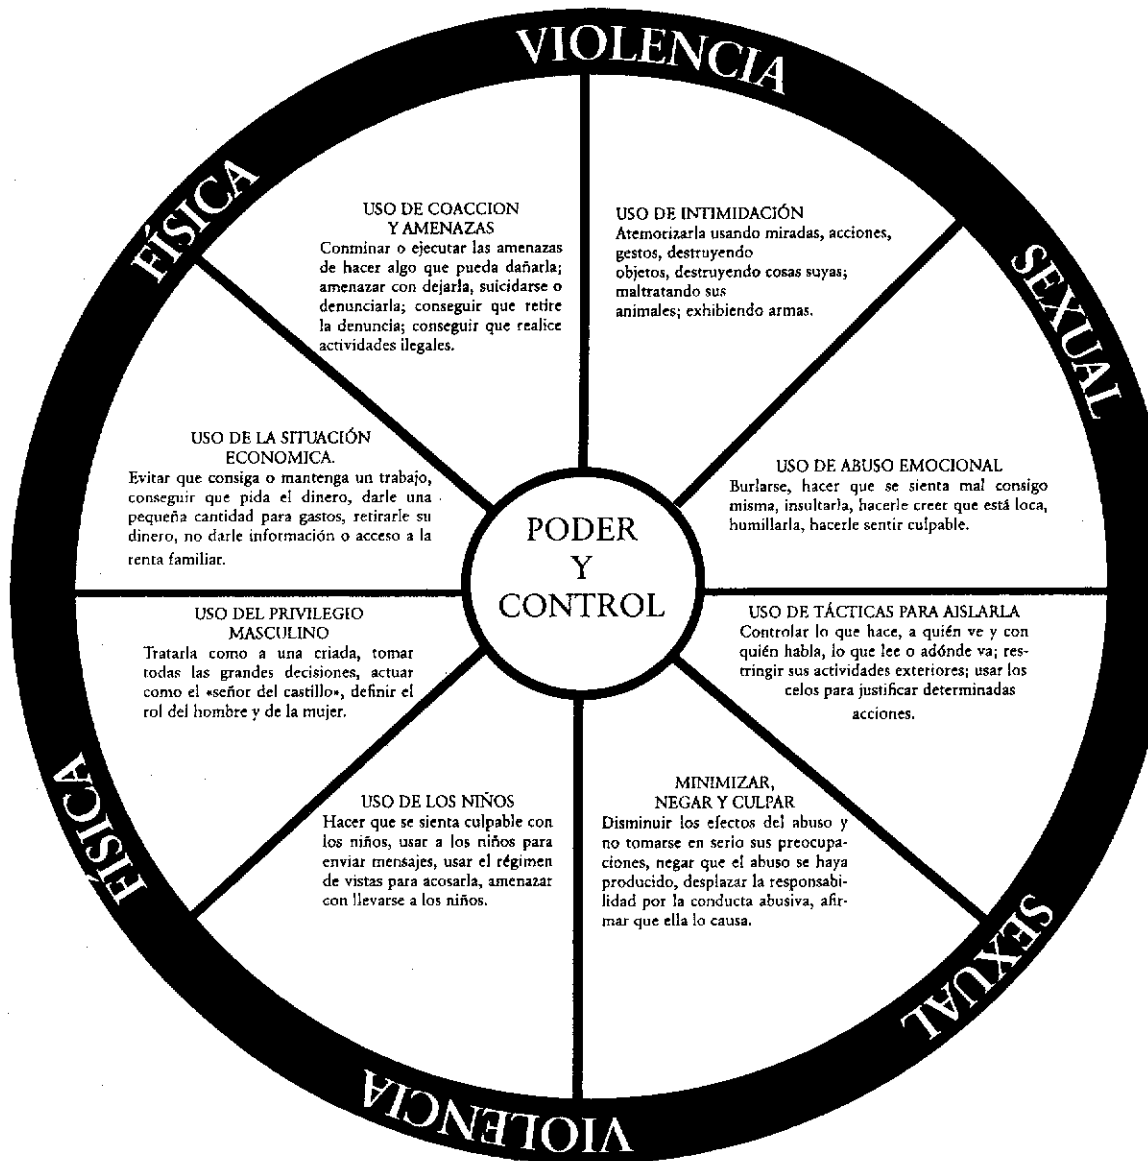 VIOLENCIA
FÍSICA
SEXUAL
USO DE COACCION
Y AMENAZAS
Conminar o ejecutar las amenazas
de hacer algo que pueda dañarla;
amenazar con dejarla, suicidarse o
denunciarla; conseguir que retire
la denuncia; conseguir que realice
actividades ilegales.
USO DE INTIMIDACIÓN
Atemorizarla usando miradas, acciones,
gestos, destruyendo
objetos, destruyendo cosas suyas;
maltratando sus
animales; exhibiendo armas.
USO DE LA SITUACIÓN
ECONOMICA.
Evitar que consiga o mantenga un trabajo,
conseguir que pida el dinero, darle una
pequeña cantidad para gastos, retirarle su
dinero, no darle información o acceso a la
renta familiar.
USO DE ABUSO EMOCIONAL
Burlarse, hacer que se sienta mal consigo
misma, insultarla, hacerle creer que está loca,
humillarla, hacerle sentir culpable.
PODER
Y
CONTROL
USO DEL PRIVILEGIO
MASCULINO
Tratarla como a una criada, tomar
todas las grandes decisiones, actuar
como el «señor del castillo», definir el
rol del hombre y de la mujer.
USO DE TÁCTICAS PARA AISLARLA
Controlar lo que hace, a quién ve y con
quién habla, lo que lee o adónde va; res-
tringir sus actividades exteriores; usar los
celos para justificar determinadas
acciones.
USO DE LOS NIÑOS
Hacer que se sienta culpable con
los niños, usar a los niños para
enviar mensajes, usar el régimen
de vistas para acosarla, amenazar
con llevarse a los niños.
MINIMIZAR,
NEGAR Y CULPAR
Disminuir los efectos del abuso y
no tomarse en serio sus preocupa-
ciones, negar que el abuso se haya
producido, desplazar la responsabi-
lidad por la conducta abusiva, afir-
mar que ella lo causa.
FÍSICA
SEXUAL
VIOLENCIA